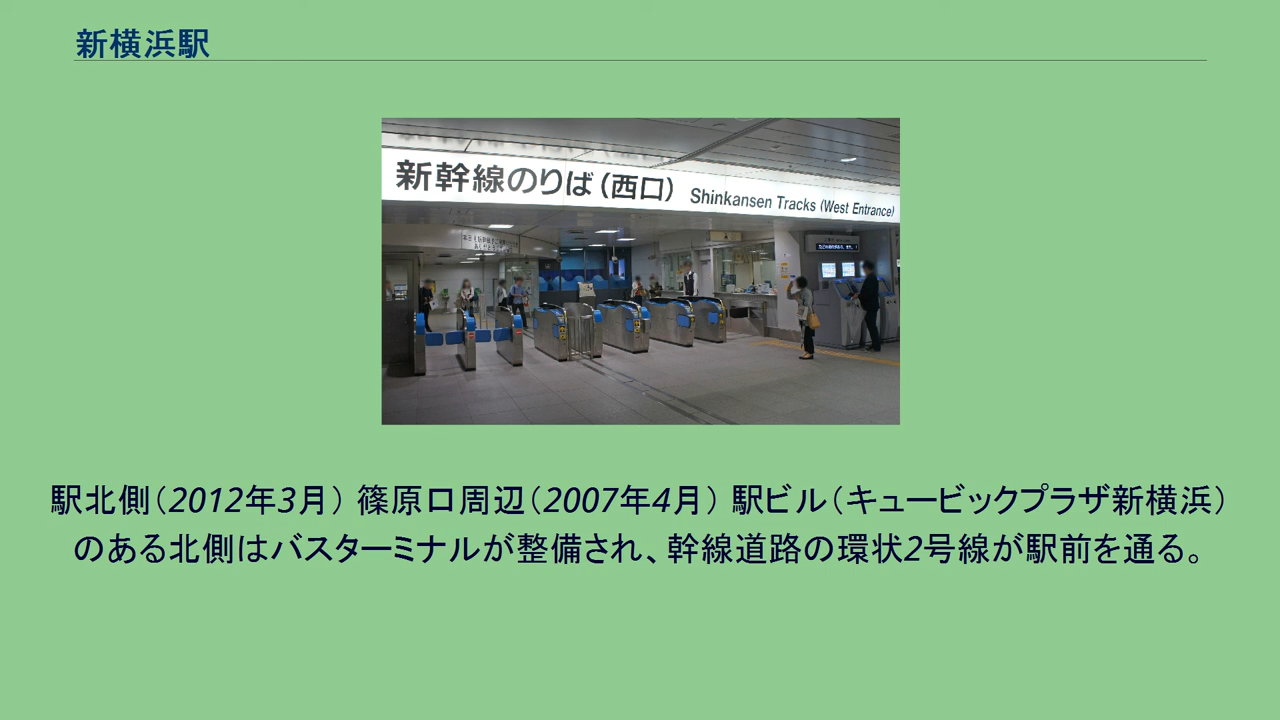 新横浜駅
新幹線のりば（西口） Shinkansen Tracks (West Entrance)
駅北側（2012年3月） 篠原口周辺（2007年4月） 駅ビル（キュービックプラザ新横浜）
のある北側はバスターミナルが整備され、幹線道路の環状2号線が駅前を通る。